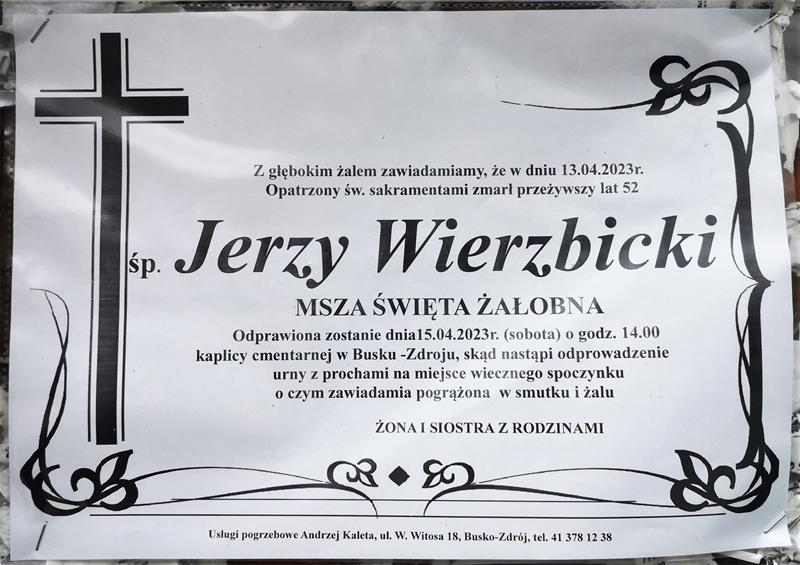 Z głębokim żalem zawiadamiamy, że w dniu 13.04.2023r.
Opatrzony św. sakramentami zmarł przeżywszy lat 52
śp. Jerzy Wierzbicki
MSZA ŚWIĘTA ŻAŁOBNA
Odprawiona zostanie dnia15.04.2023r. (sobota) o godz. 14.00
kaplicy cmentarnej w Busku -Zdroju, skąd nastąpi odprowadzenie
urny z prochami na miejsce wiecznego spoczynku
o czym zawiadamia pogrążona w smutku i żalu
ŻONA I SIOSTRA Z RODZINAMI
Usługi pogrzebowe Andrzej Kaleta, ul. W. Witosa 18, Busko-Zdrój, tel. 41 378 12 38